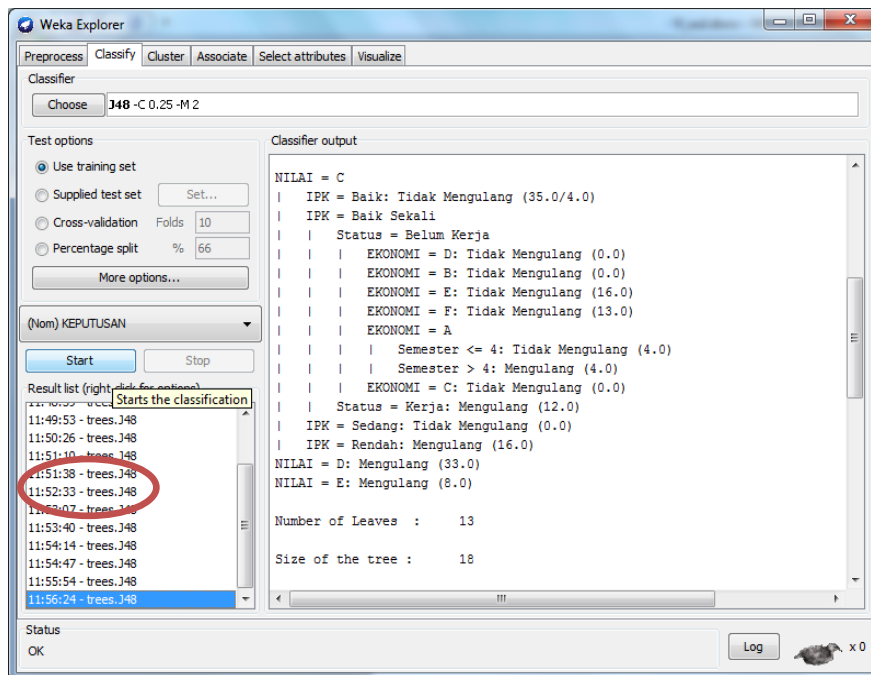 Weka Explorer
Preprocess Classify Cluster Associate Select attributes Visualize
Classifier
Choose J48 -C 0.25 -M 2
Test options
Use training set
Supplied test set Set...
Cross-validation Folds 10
Percentage split % 66
More options...
(Nom) KEPUTUSAN
Start Stop
Result list (right-click for options)
Starts the classification
11:49:53 - trees.J48
11:50:26 - trees.J48
11:51:10 - trees.J48
11:51:38 - trees.J48
11:52:33 - trees.J48
11:53:07 - trees.J48
11:53:40 - trees.J48
11:54:14 - trees.J48
11:54:47 - trees.J48
11:55:54 - trees.J48
11:56:24 - trees.J48
Classifier output
NILAI = C
|   IPK = Baik: Tidak Mengulang (35.0/4.0)
|   IPK = Baik Sekali
|   |   Status = Belum Kerja
|   |   |   EKONOMI = D: Tidak Mengulang (0.0)
|   |   |   EKONOMI = B: Tidak Mengulang (0.0)
|   |   |   EKONOMI = E: Tidak Mengulang (16.0)
|   |   |   EKONOMI = F: Tidak Mengulang (13.0)
|   |   |   EKONOMI = A
|   |   |   |   Semester <= 4: Tidak Mengulang (4.0)
|   |   |   |   Semester > 4: Mengulang (4.0)
|   |   |   EKONOMI = C: Tidak Mengulang (0.0)
|   |   Status = Kerja: Mengulang (12.0)
|   IPK = Sedang: Tidak Mengulang (0.0)
|   IPK = Rendah: Mengulang (16.0)
NILAI = D: Mengulang (33.0)
NILAI = E: Mengulang (8.0)
Number of Leaves  :     13
Size of the tree :      18
Status
OK
Log
x 0